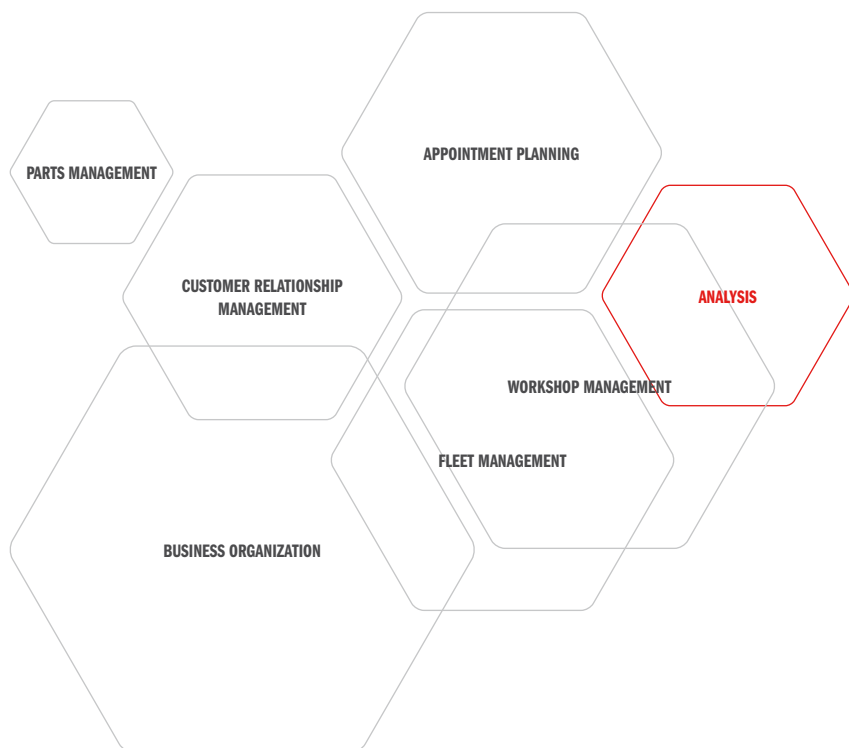 APPOINTMENT PLANNING
PARTS MANAGEMENT
CUSTOMER RELATIONSHIP
MANAGEMENT
ANALYSIS
WORKSHOP MANAGEMENT
FLEET MANAGEMENT
BUSINESS ORGANIZATION